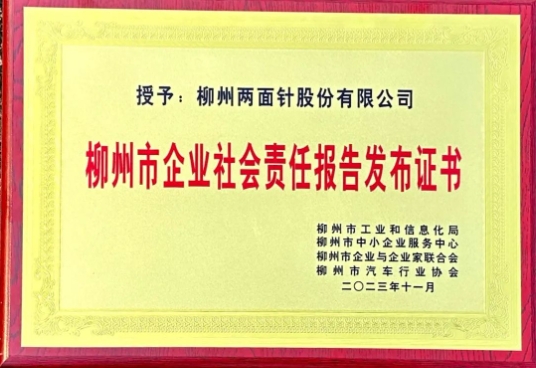 授予：柳州两面针股份有限公司
柳州市企业社会责任报告发布证书
柳州市工业和信息化局
柳州市中小企业服务中心
柳州市企业与企业家联合会
柳州市汽车行业协会
二〇二三年十一月